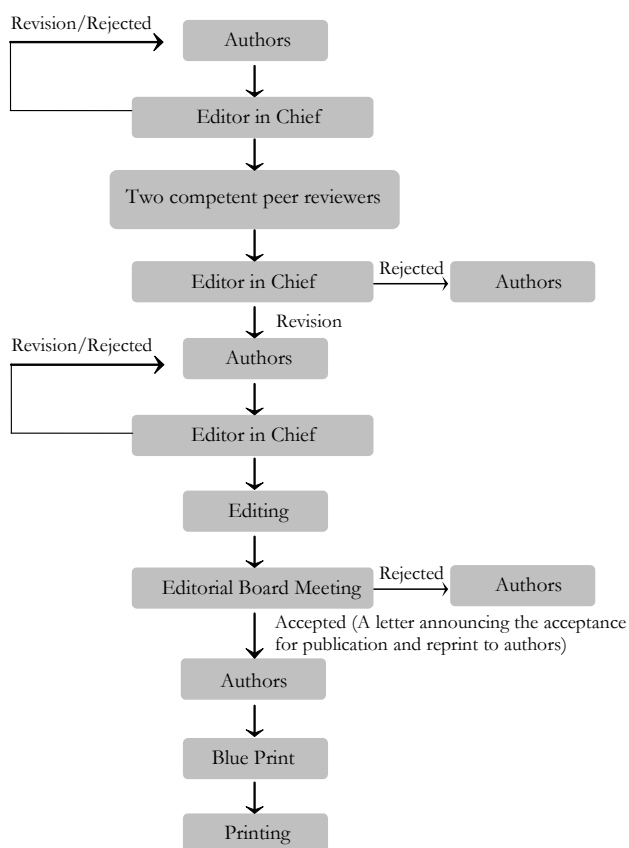 Revision/Rejected
Authors
Editor in Chief
Two competent peer reviewers
Editor in Chief
Rejected
Authors
Revision
Revision/Rejected
Authors
Editor in Chief
Editing
Editorial Board Meeting
Rejected
Authors
Accepted (A letter announcing the acceptance
for publication and reprint to authors)
Authors
Blue Print
Printing